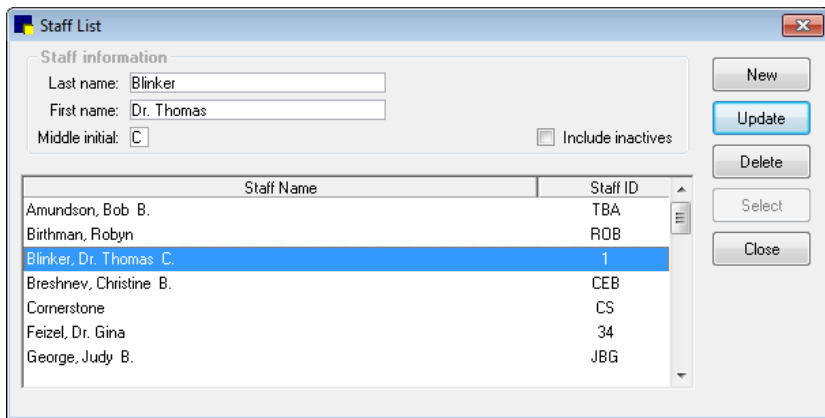 Staff List
Staff information
Last name: Blinker
First name: Dr. Thomas
Middle initial: C
Include inactives
New
Update
Delete
Select
Close
Staff Name Staff ID
Amundson, Bob B. TBA
Birthman, Robyn ROB
Blinker, Dr. Thomas C. 1
Breshnev, Christine B. CEB
Cornerstone CS
Feizel, Dr. Gina 34
George, Judy B. JBG